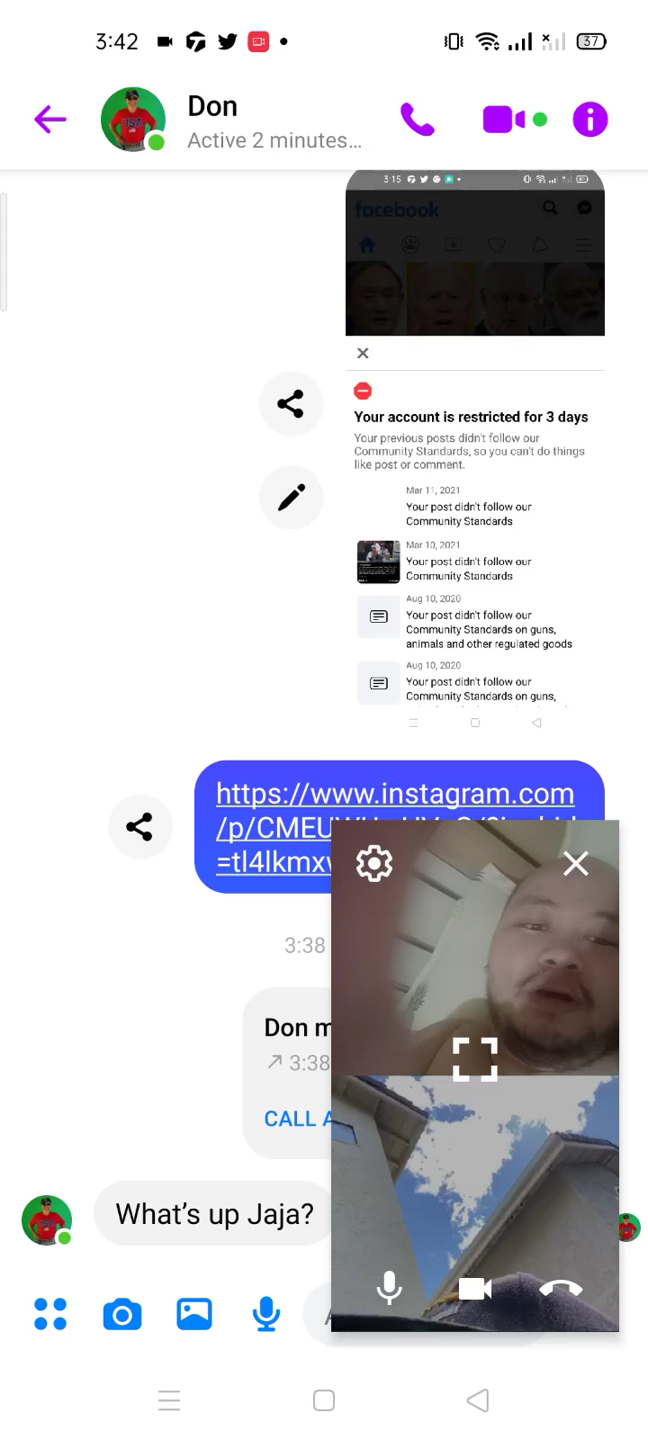 3:42
37
Don
Active 2 minutes…
USA
3:15
facebook
Your account is restricted for 3 days
Your previous posts didn't follow our
Community Standards, so you can't do things
like post or comment.
Mar 11, 2021
Your post didn't follow our
Community Standards
Mar 10, 2021
Your post didn't follow our
Community Standards
Aug 10, 2020
Your post didn't follow our
Community Standards on guns,
animals and other regulated goods
Aug 10, 2020
Your post didn't follow our
Community Standards on guns,
https://www.instagram.com
3:38
Don
3:38
CALL
What's up Jaja?